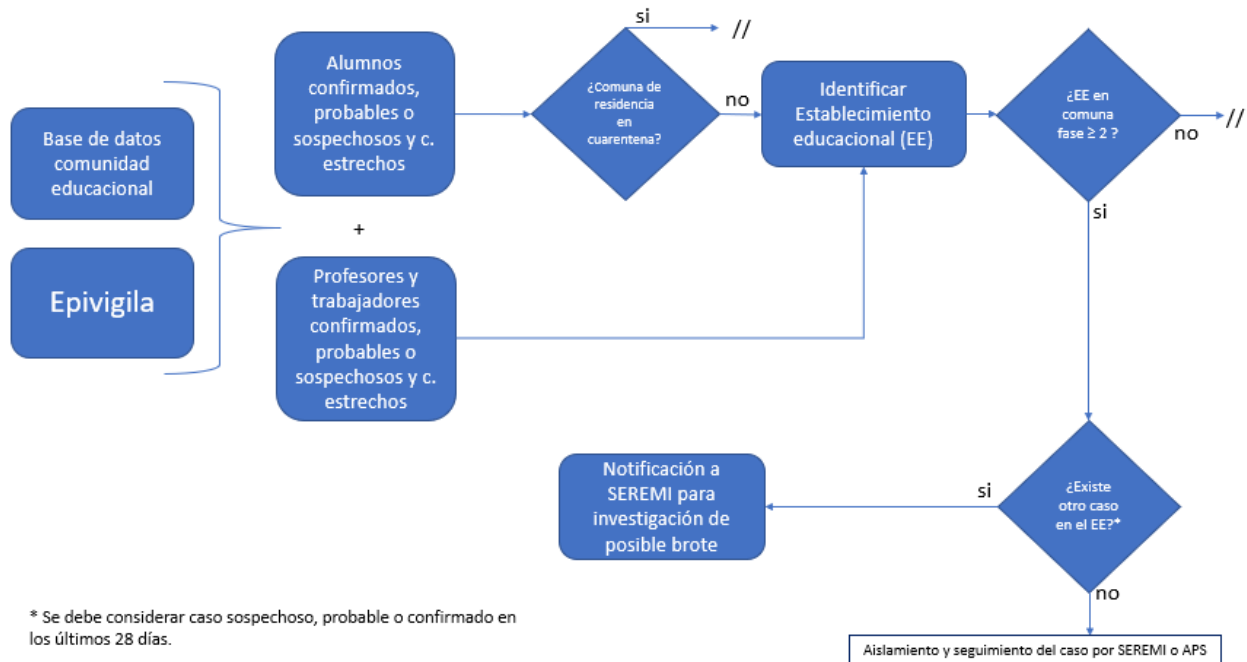 Base de datos
comunidad
educacional
Epivigila
Alumnos
confirmados,
probables o
sospechosos y c.
estrechos
+
Profesores y
trabajadores
confirmados,
probables o
sospechosos y c.
estrechos
¿Comuna de
residencia
en
cuarentena?
si
//
no
Identificar
Establecimiento
educacional (EE)
¿EE en
comuna
fase ≥ 2 ?
no
//
si
¿Existe
otro caso
en el EE?*
si
Notificación a
SEREMI para
investigación de
posible brote
no
Aislamiento y seguimiento del caso por SEREMI o APS
* Se debe considerar caso sospechoso, probable o confirmado en
los últimos 28 días.